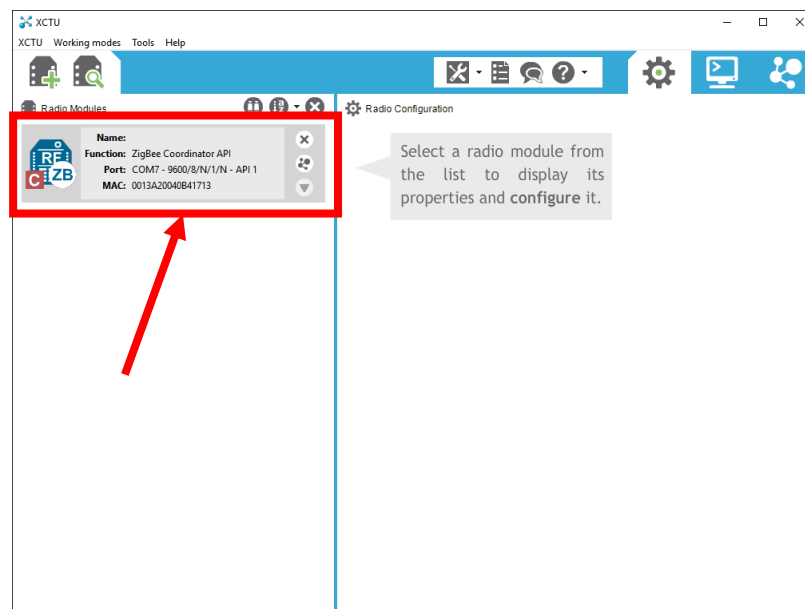 XCTU
XCTU Working modes Tools Help
Radio Modules
Radio Configuration
Name:
Function: ZigBee Coordinator API
Port: COM7 - 9600/8/N/1/N - API 1
MAC: 0013A20040B41713
RF
C ZB
Select a radio module from
the list to display its
properties and configure it.